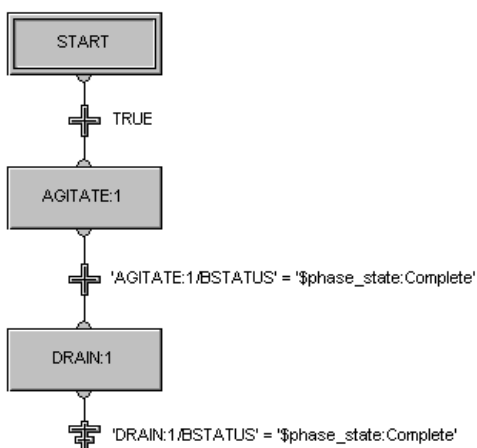 START
TRUE
AGITATE:1
'AGITATE:1/BSTATUS' = '$phase_state:Complete'
DRAIN:1
'DRAIN:1/BSTATUS' = '$phase_state:Complete'